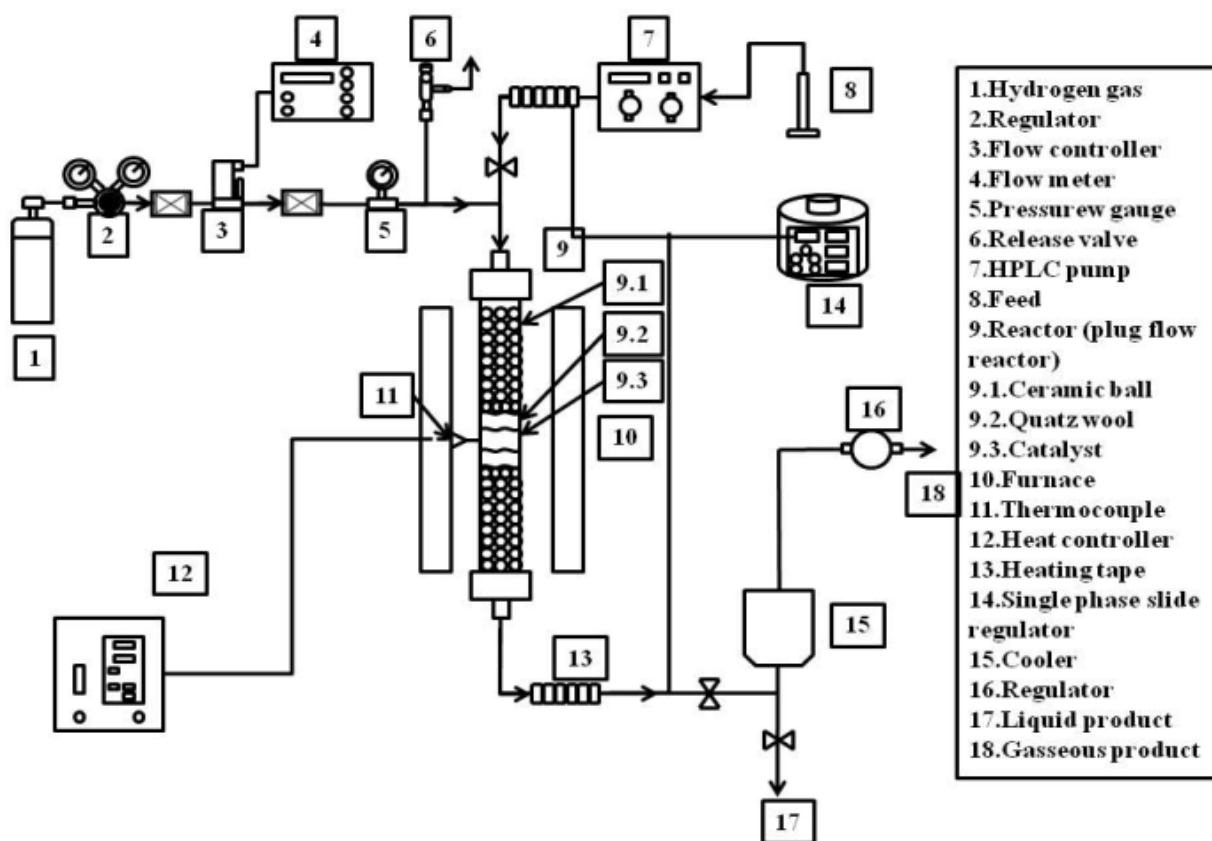 4
6
7
8
2
3
5
9
14
1
9.1
9.2
9.3
11
10
16
18
12
15
13
17
1.Hydrogen gas
2.Regulator
3.Flow controller
4.Flow meter
5.Pressurew gauge
6.Release valve
7.HPLC pump
8.Feed
9.Reactor (plug flow
reactor)
9.1.Ceramic ball
9.2.Quatz wool
9.3.Catalyst
10.Furnace
11.Thermocouple
12.Heat controller
13.Heating tape
14.Single phase slide
regulator
15.Cooler
16.Regulator
17.Liquid product
18.Gasseous product